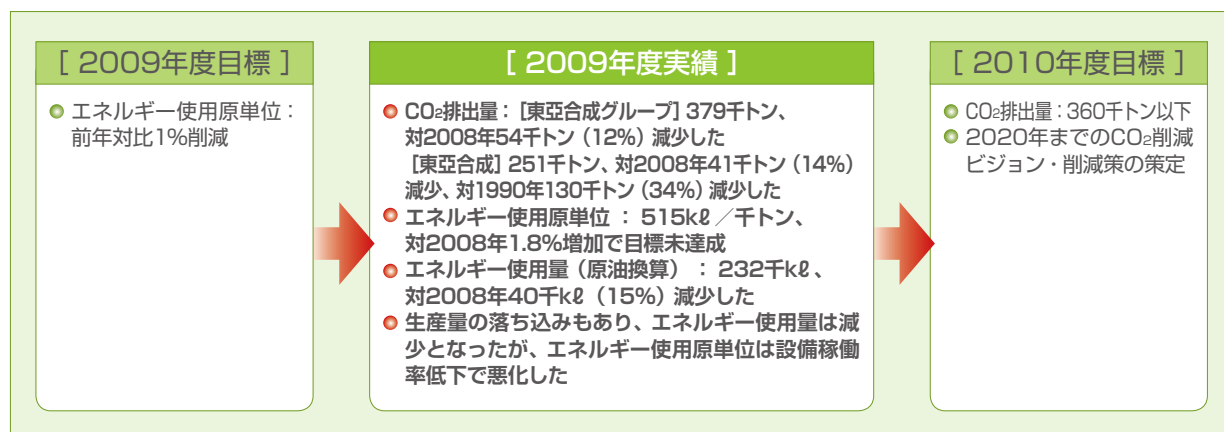 [ 2009年度目標 ]
エネルギー使用原単位：
前年対比1%削減
[ 2009年度実績 ]
CO₂排出量：［東亞合成グループ］379千トン、
対2008年54千トン（12%）減少した
［東亞合成］251千トン、対2008年41千トン（14%）
減少、対1990年130千トン（34%）減少した
エネルギー使用原単位 ： 515kℓ／千トン、
対2008年1.8%増加で目標未達成
エネルギー使用量（原油換算） ： 232千kℓ、
対2008年40千kℓ（15%）減少した
生産量の落ち込みもあり、エネルギー使用量は減
少となったが、エネルギー使用原単位は設備稼働
率低下で悪化した
[ 2010年度目標 ]
CO₂排出量：360千トン以下
2020年までのCO₂削減
ビジョン・削減策の策定